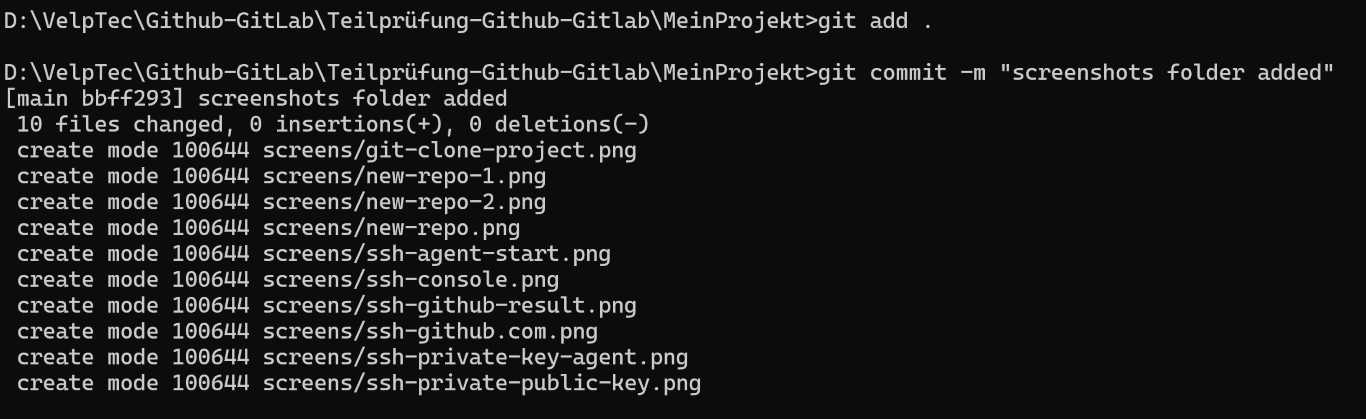 D:\VelpTec\Github-GitLab\Teilprüfung-Github-Gitlab\MeinProjekt>git add .
D:\VelpTec\Github-GitLab\Teilprüfung-Github-Gitlab\MeinProjekt>git commit -m "screenshots folder added"
[main bbff293] screenshots folder added
 10 files changed, 0 insertions(+), 0 deletions(-)
 create mode 100644 screens/git-clone-project.png
 create mode 100644 screens/new-repo-1.png
 create mode 100644 screens/new-repo-2.png
 create mode 100644 screens/new-repo.png
 create mode 100644 screens/ssh-agent-start.png
 create mode 100644 screens/ssh-console.png
 create mode 100644 screens/ssh-github-result.png
 create mode 100644 screens/ssh-github.com.png
 create mode 100644 screens/ssh-private-key-agent.png
 create mode 100644 screens/ssh-private-public-key.png